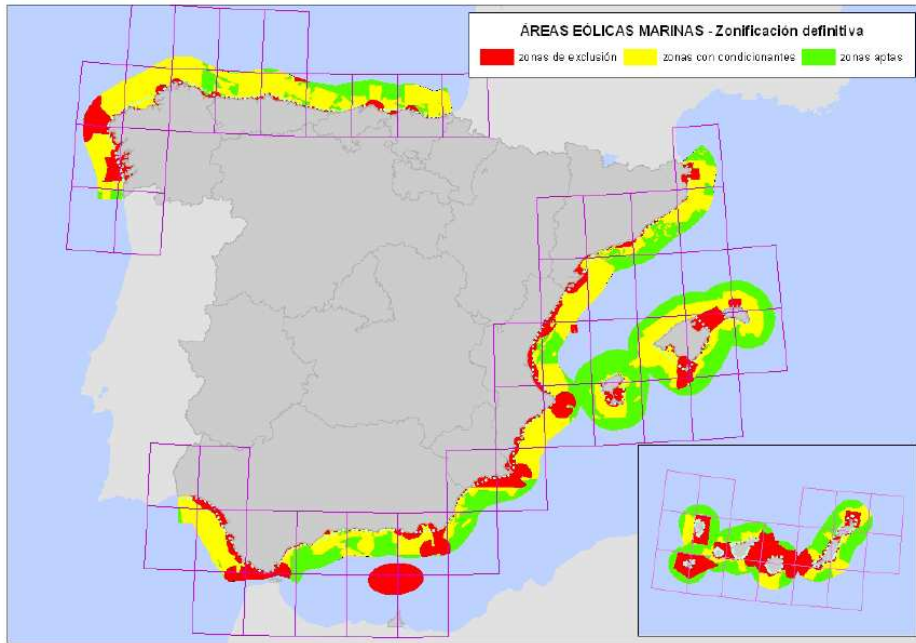 ÁREAS EÓLICAS MARINAS - Zonificación definitiva
zonas de exclusión zonas con condicionantes zonas aptas